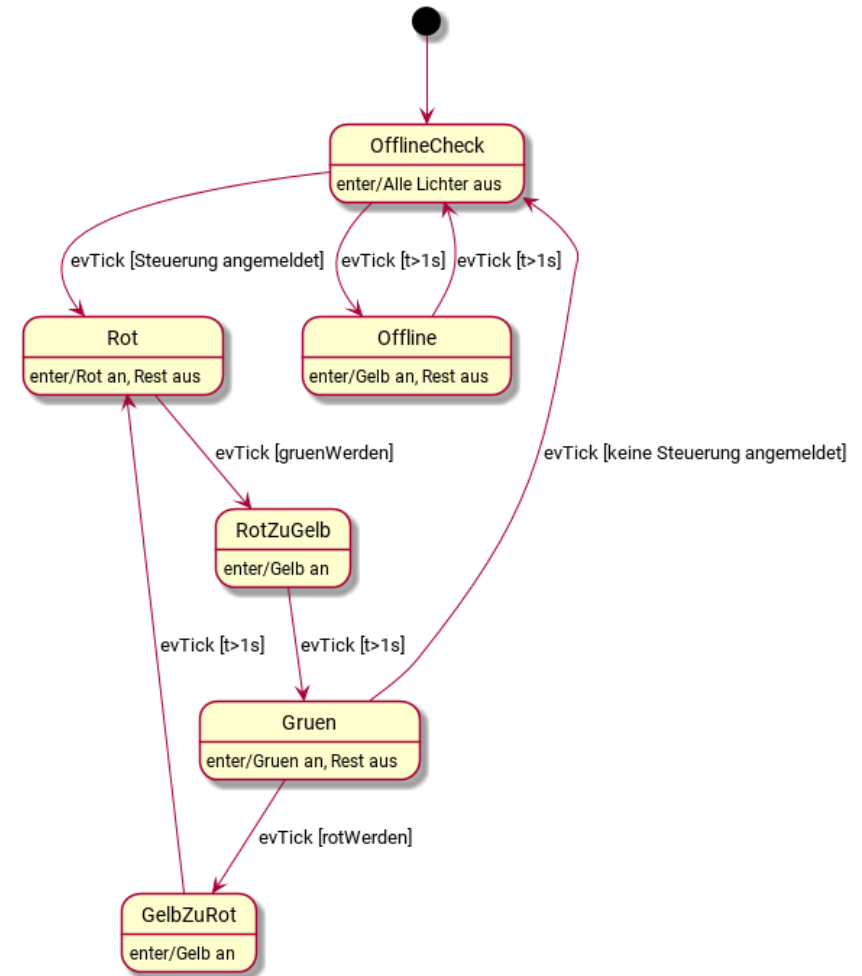 OfflineCheck
enter/Alle Lichter aus
evTick [Steuerung angemeldet]
evTick [t>1s]
evTick [t>1s]
Rot
enter/Rot an, Rest aus
Offline
enter/Gelb an, Rest aus
evTick [gruenWerden]
evTick [keine Steuerung angemeldet]
RotZuGelb
enter/Gelb an
evTick [t>1s]
evTick [t>1s]
Gruen
enter/Gruen an, Rest aus
evTick [rotWerden]
GelbZuRot
enter/Gelb an